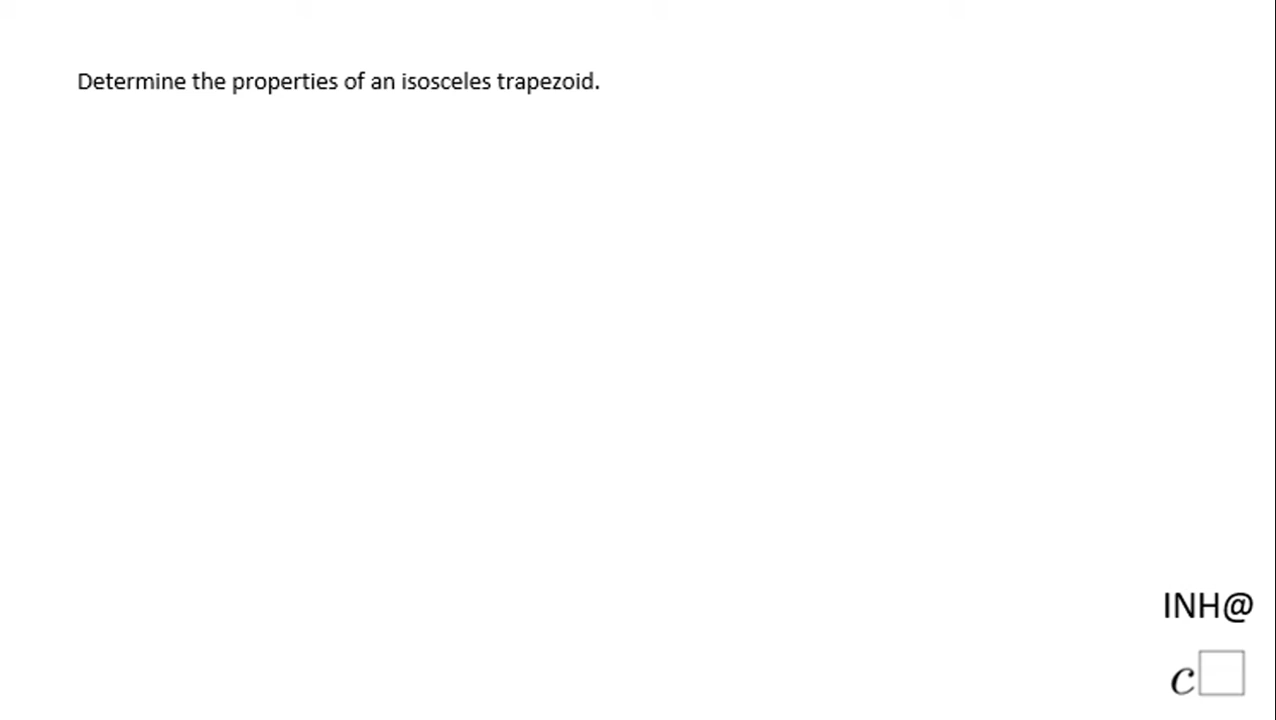 Determine the properties of an isosceles trapezoid.
INH@
c